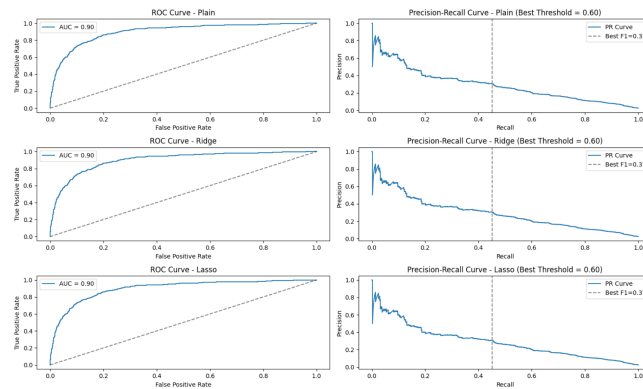 ROC Curve - Plain
True Positive Rate
1.0
0.8
0.6
0.4
0.2
0.0
AUC = 0.90
0.0 0.2 0.4 0.6 0.8 1.0
False Positive Rate
Precision-Recall Curve - Plain (Best Threshold = 0.60)
Precision
1.0
0.8
0.6
0.4
0.2
0.0
PR Curve
Best F1=0.3
0.0 0.2 0.4 0.6 0.8 1.0
Recall
ROC Curve - Ridge
True Positive Rate
1.0
0.8
0.6
0.4
0.2
0.0
AUC = 0.90
0.0 0.2 0.4 0.6 0.8 1.0
False Positive Rate
Precision-Recall Curve - Ridge (Best Threshold = 0.60)
Precision
1.0
0.8
0.6
0.4
0.2
0.0
PR Curve
Best F1=0.3
0.0 0.2 0.4 0.6 0.8 1.0
Recall
ROC Curve - Lasso
True Positive Rate
1.0
0.8
0.6
0.4
0.2
0.0
AUC = 0.90
0.0 0.2 0.4 0.6 0.8 1.0
False Positive Rate
Precision-Recall Curve - Lasso (Best Threshold = 0.60)
Precision
1.0
0.8
0.6
0.4
0.2
0.0
PR Curve
Best F1=0.3
0.0 0.2 0.4 0.6 0.8 1.0
Recall